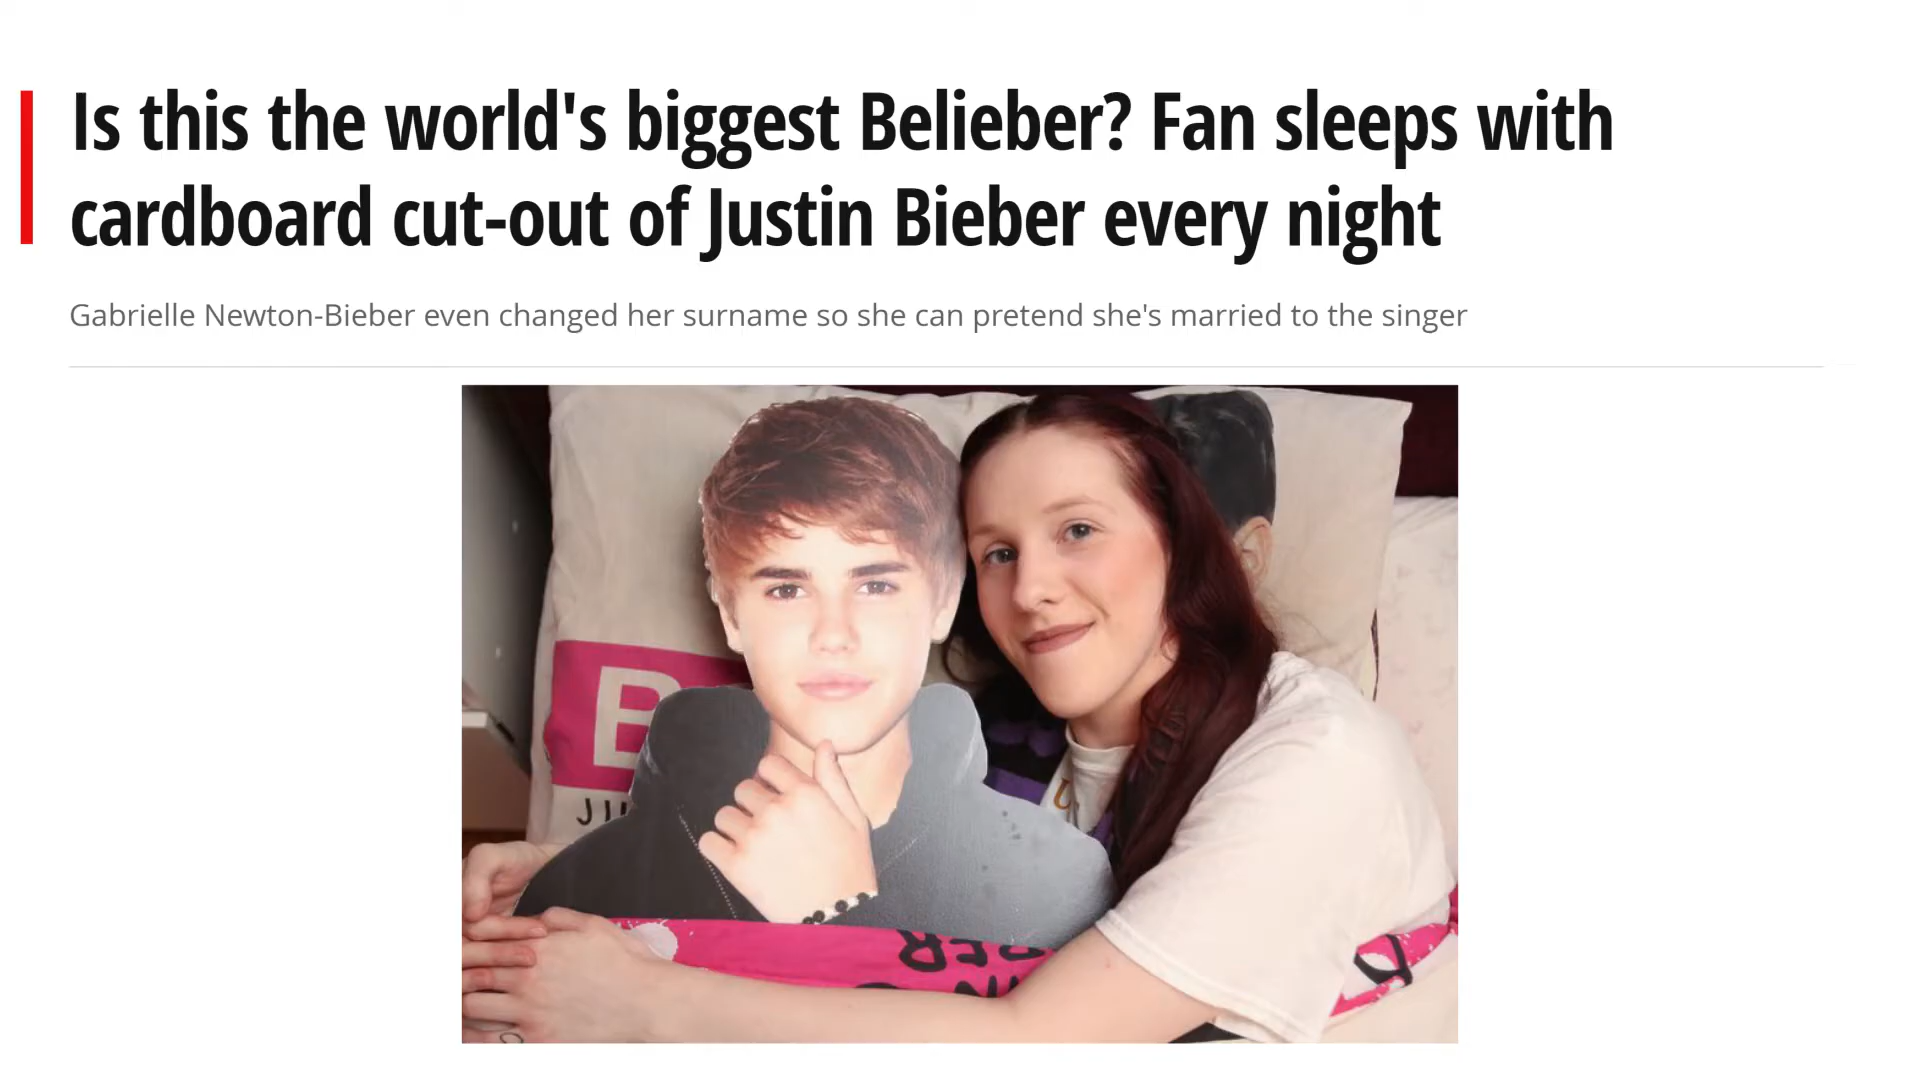 Is this the world's biggest Belieber? Fan sleeps with
cardboard cut-out of Justin Bieber every night
Gabrielle Newton-Bieber even changed her surname so she can pretend she's married to the singer